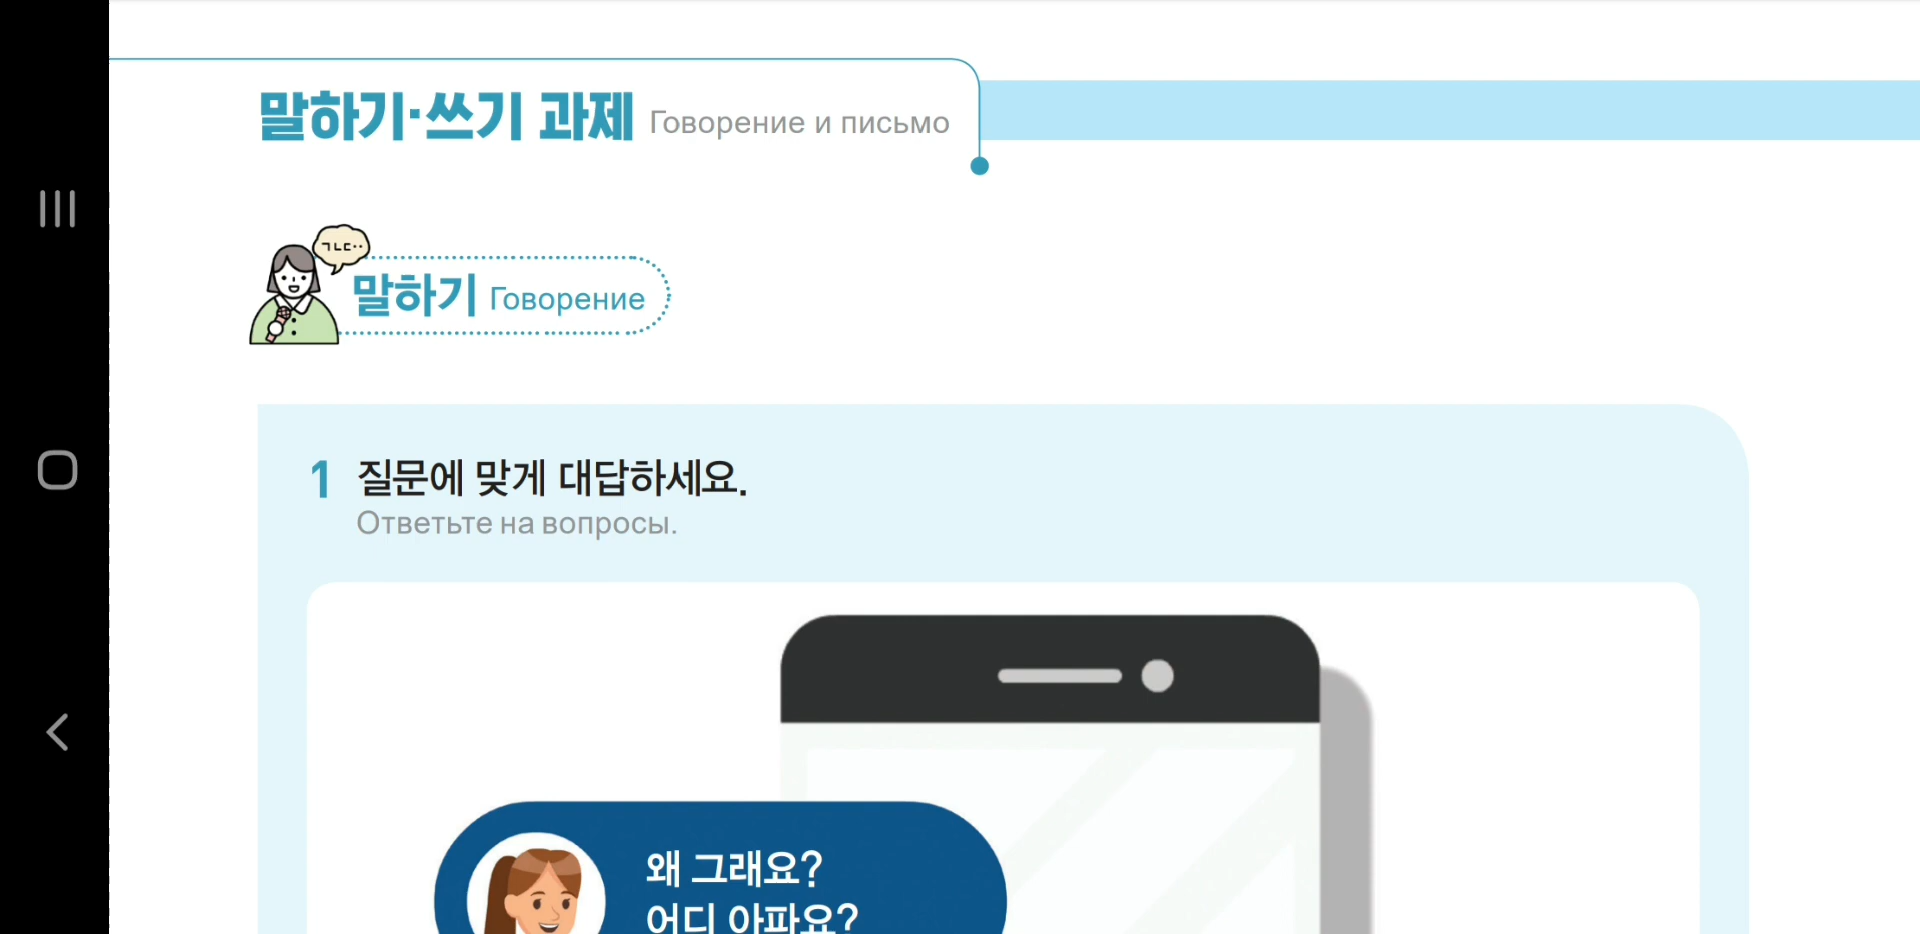 말하기·쓰기 과제 Говорение и письмо
ㄱㄴㄷ··
말하기 Говорение
1 질문에 맞게 대답하세요.
Ответьте на вопросы.
왜 그래요?
어디 아파요?